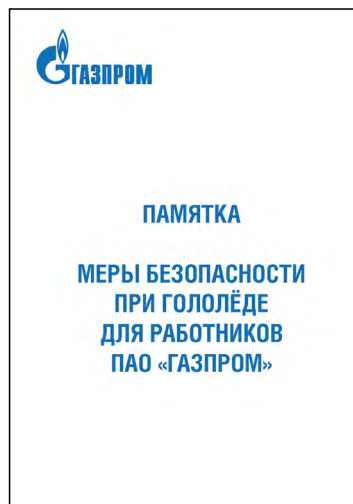 ГАЗПРОМ
ПАМЯТКА
МЕРЫ БЕЗОПАСНОСТИ
ПРИ ГОЛОЛЁДЕ
ДЛЯ РАБОТНИКОВ
ПАО «ГАЗПРОМ»